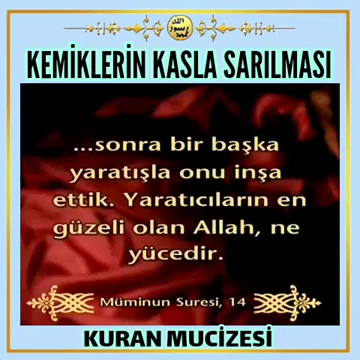 KEMİKLERİN KASLA SARILMASI
...sonra bir başka
yaratışla onu inşa
ettik. Yaratıcıların en
güzeli olan Allah, ne
yücedir.
Müminun Suresi, 14
KURAN MUCİZESİ